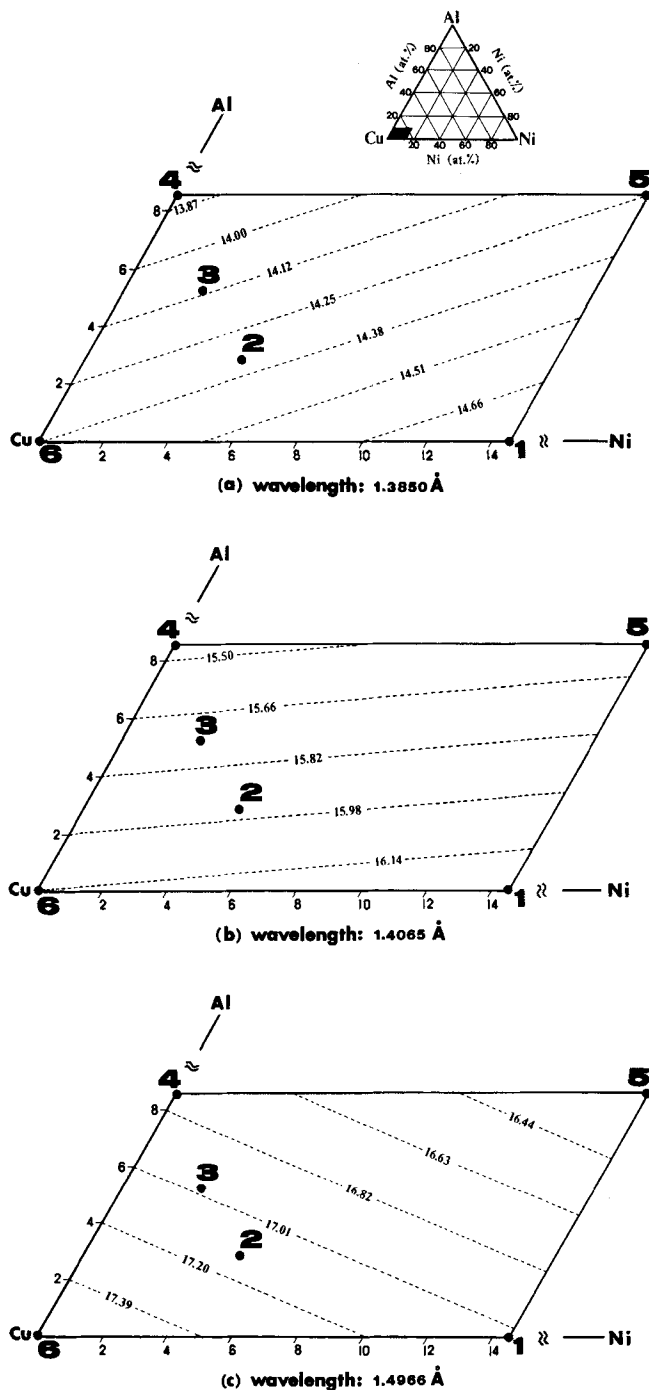 Al
80 20
Al (at.%) Ni (at.%)
60 40
40 60
20 80
Cu Ni
20 40 60 80
Ni (at.%)
Al
4 ≈ 5
8 13.87
14.00
6
3 14.12
14.25
4
2 14.38
14.51
2
14.66
Cu 6 1 ≈ Ni
2 4 6 8 10 12 14
(a) wavelength: 1.3850 Å
Al
4 ≈ 5
8 15.50
15.66
6
3
15.82
4
2
15.98
2
16.14
Cu 6 1 ≈ Ni
2 4 6 8 10 12 14
(b) wavelength: 1.4065 Å
Al
4 ≈ 5
8 16.44
16.63
6
3 16.82
17.01
4
2
17.20
2
17.39
Cu 6 1 ≈ Ni
2 4 6 8 10 12 14
(c) wavelength: 1.4966 Å